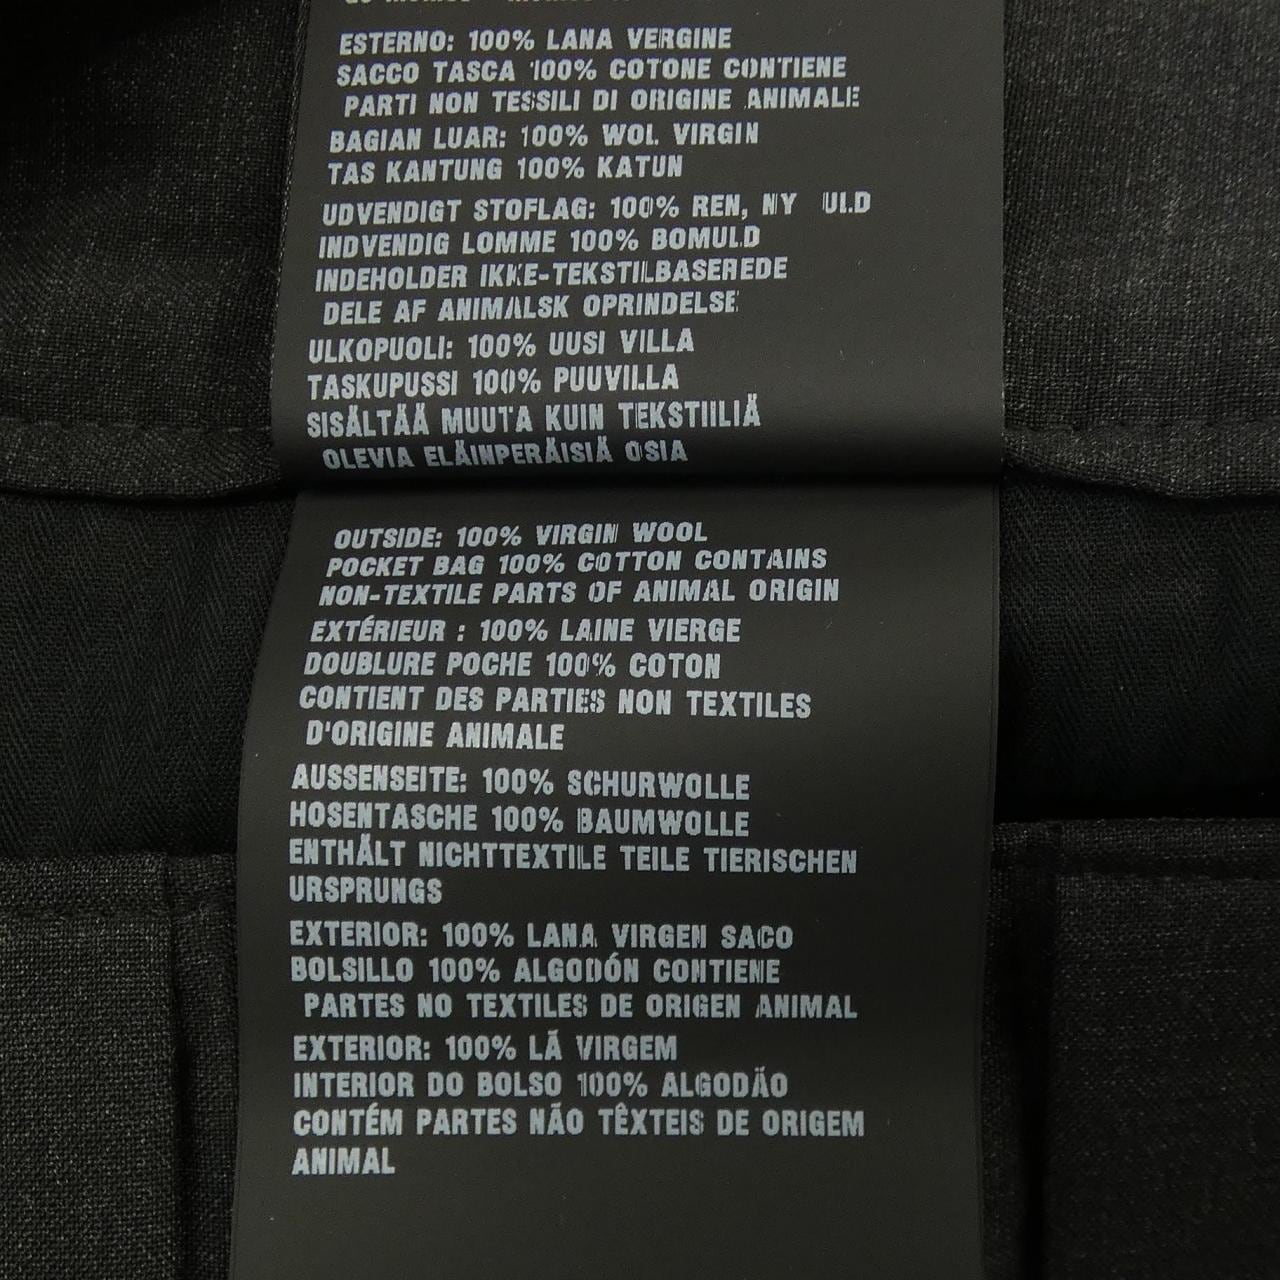 ESTERNO: 100% LANA VERGINE
SACCO TASCA 100% COTONE CONTIENE
PARTI NON TESSILI DI ORIGINE ANIMALE
BAGIAN LUAR: 100% WOL VIRGIN
TAS KANTUNG 100% KATUN
UDVENDIGT STOFLAG: 100% REN, NY ULD
INDVENDIG LOMME 100% BOMULD
INDEHOLDER IKKE-TEKSTILBASEREDE
DELE AF ANIMALSK OPRINDELSE
ULKOPUOLI: 100% UUSI VILLA
TASKUPUSSI 100% PUUVILLA
SISÄLTÄÄ MUUTA KUIN TEKSTIILIÄ
OLEVIA ELÄINPERÄISIÄ OSIA
OUTSIDE: 100% VIRGIN WOOL
POCKET BAG 100% COTTON CONTAINS
NON-TEXTILE PARTS OF ANIMAL ORIGIN
EXTÉRIEUR : 100% LAINE VIERGE
DOUBLURE POCHE 100% COTON
CONTIENT DES PARTIES NON TEXTILES
D'ORIGINE ANIMALE
AUSSENSEITE: 100% SCHURWOLLE
HOSENTASCHE 100% BAUMWOLLE
ENTHÄLT NICHTTEXTILE TEILE TIERISCHEN
URSPRUNGS
EXTERIOR: 100% LANA VIRGEN SACO
BOLSILLO 100% ALGODÓN CONTIENE
PARTES NO TEXTILES DE ORIGEN ANIMAL
EXTERIOR: 100% LÃ VIRGEM
INTERIOR DO BOLSO 100% ALGODÃO
CONTÉM PARTES NÃO TÊXTEIS DE ORIGEM
ANIMAL